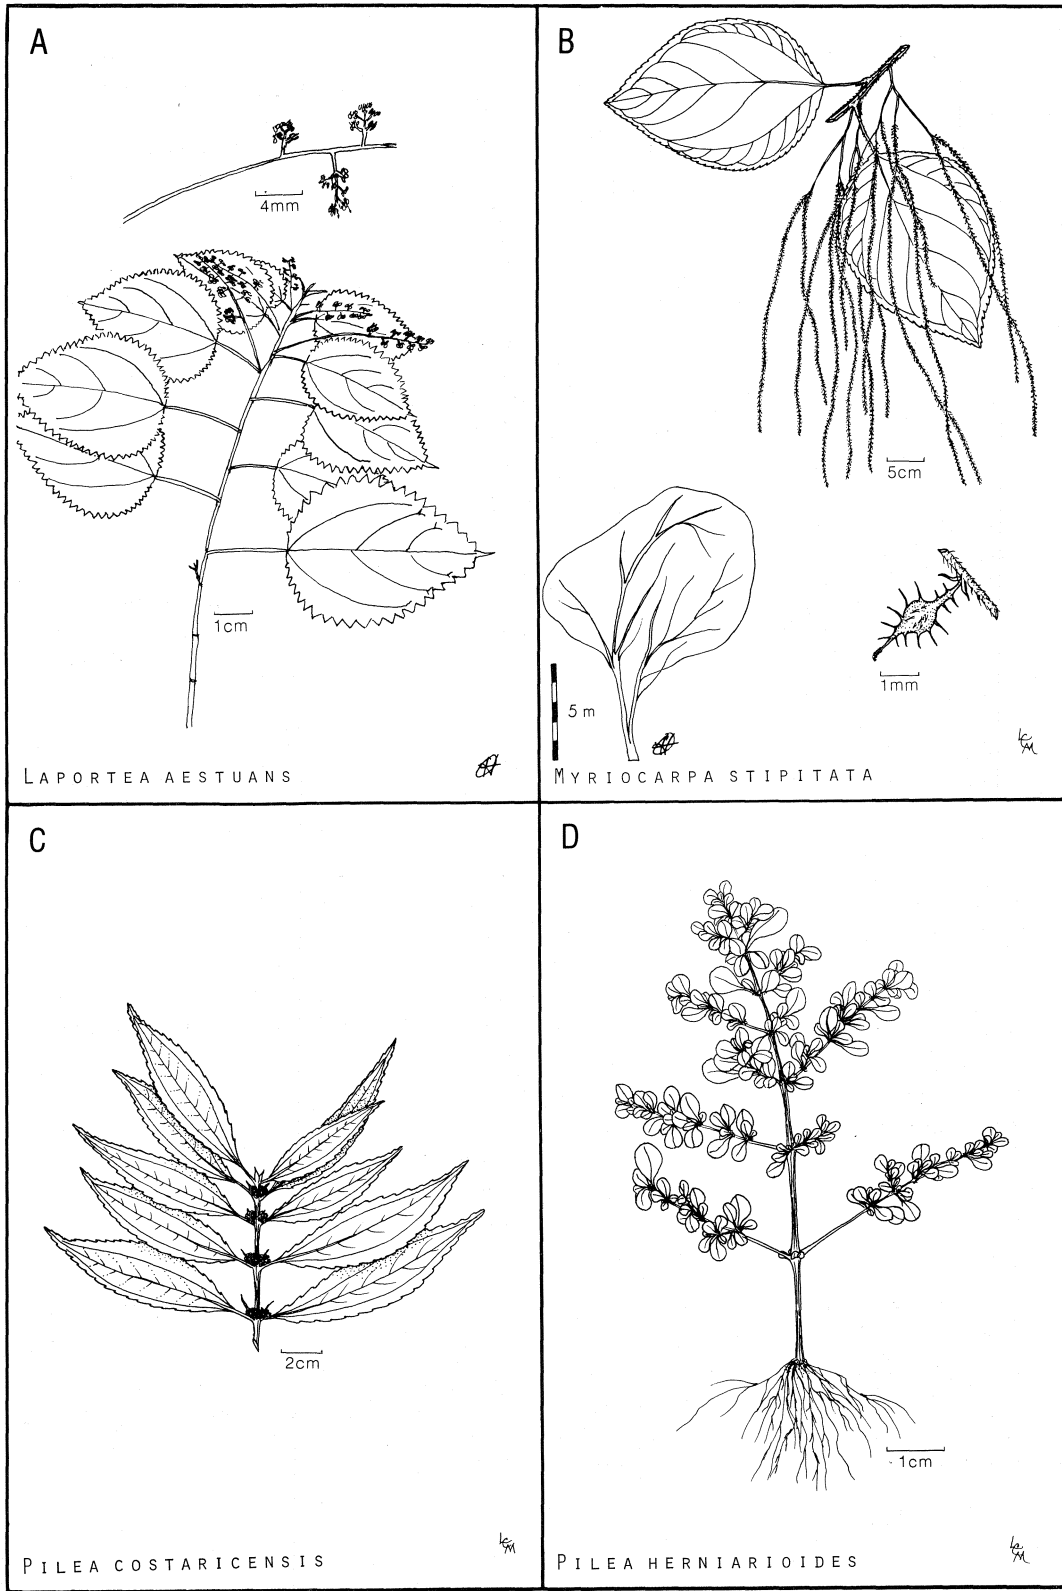 A
4mm
1cm
LAPORTEA AESTUANS
B
5cm
5 m
1mm
MYRIOCARPA STIPITATA
C
2cm
PILEA COSTARICENSIS
D
1cm
PILEA HERNIARIOIDES